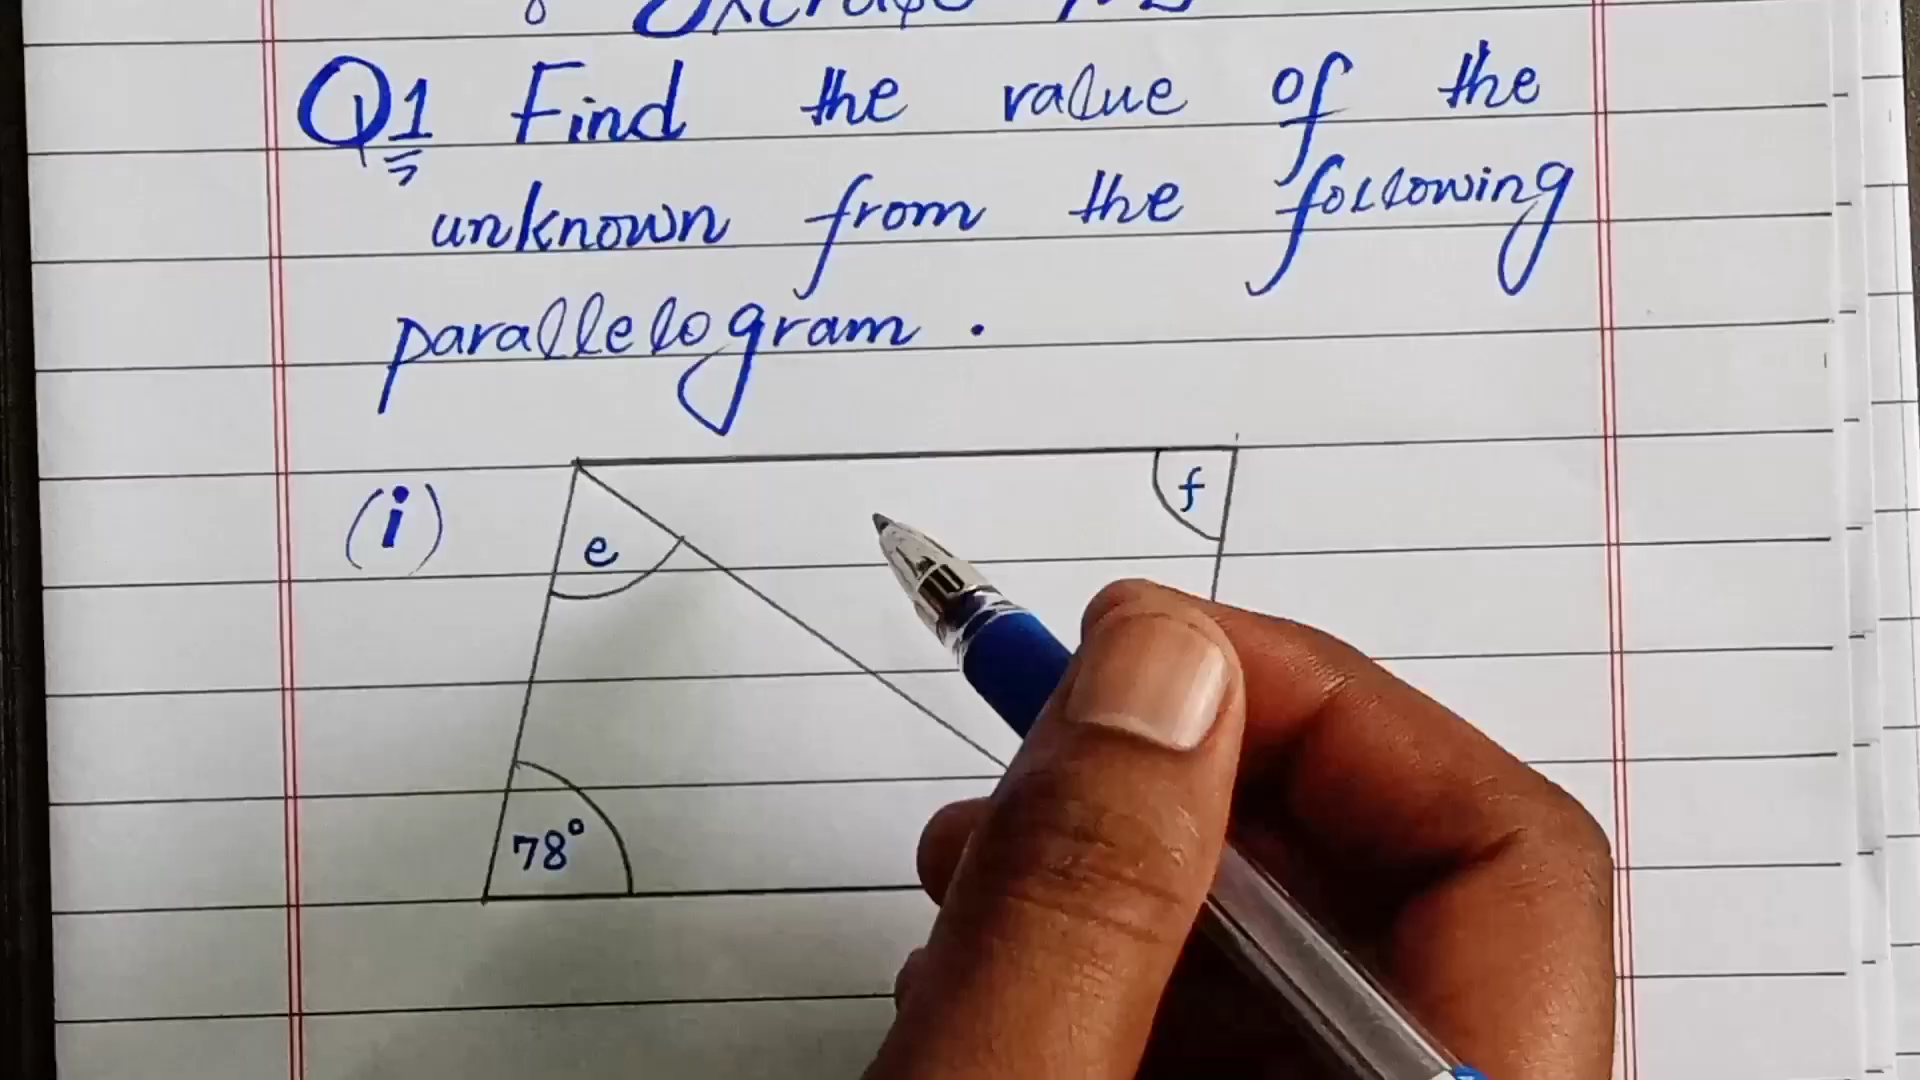 Q1 Find the value of the
unknown from the following
parallelogram .
(i)
e
f
78°